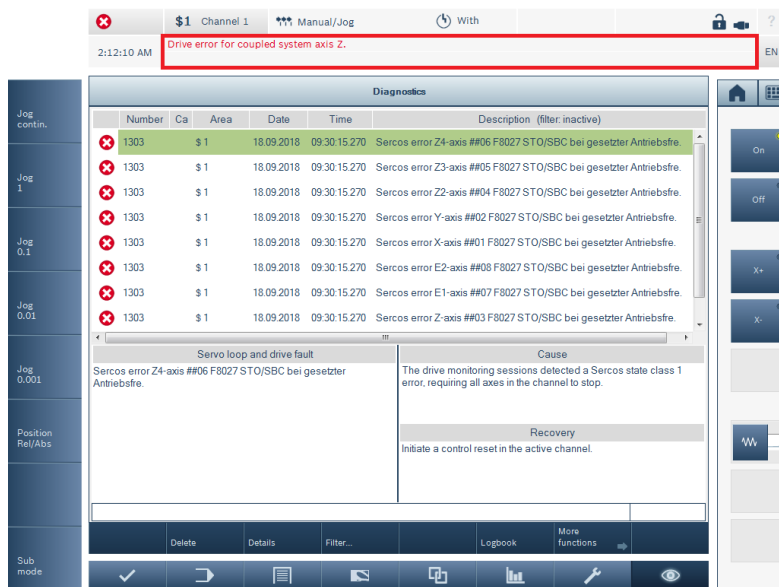 $1 Channel 1 Manual/Jog With ?
2:12:10 AM Drive error for coupled system axis Z. EN
Diagnostics
Number Ca Area Date Time Description (filter: inactive)
1303 $ 1 18.09.2018 09:30:15.270 Sercos error Z4-axis ##06 F8027 STO/SBC bei gesetzter Antriebsfre.
1303 $ 1 18.09.2018 09:30:15.270 Sercos error Z3-axis ##05 F8027 STO/SBC bei gesetzter Antriebsfre.
1303 $ 1 18.09.2018 09:30:15.270 Sercos error Z2-axis ##04 F8027 STO/SBC bei gesetzter Antriebsfre.
1303 $ 1 18.09.2018 09:30:15.270 Sercos error Y-axis ##02 F8027 STO/SBC bei gesetzter Antriebsfre.
1303 $ 1 18.09.2018 09:30:15.270 Sercos error X-axis ##01 F8027 STO/SBC bei gesetzter Antriebsfre.
1303 $ 1 18.09.2018 09:30:15.270 Sercos error E2-axis ##08 F8027 STO/SBC bei gesetzter Antriebsfre.
1303 $ 1 18.09.2018 09:30:15.270 Sercos error E1-axis ##07 F8027 STO/SBC bei gesetzter Antriebsfre.
1303 $ 1 18.09.2018 09:30:15.270 Sercos error Z-axis ##03 F8027 STO/SBC bei gesetzter Antriebsfre.
Servo loop and drive fault
Sercos error Z4-axis ##06 F8027 STO/SBC bei gesetzter
Antriebsfre.
Cause
The drive monitoring sessions detected a Sercos state class 1
error, requiring all axes in the channel to stop.
Recovery
Initiate a control reset in the active channel.
Jog
contin.
Jog
1
Jog
0.1
Jog
0.01
Jog
0.001
Position
Rel/Abs
Sub
mode
On
Off
X+
X-
Delete Details Filter... Logbook More
functions